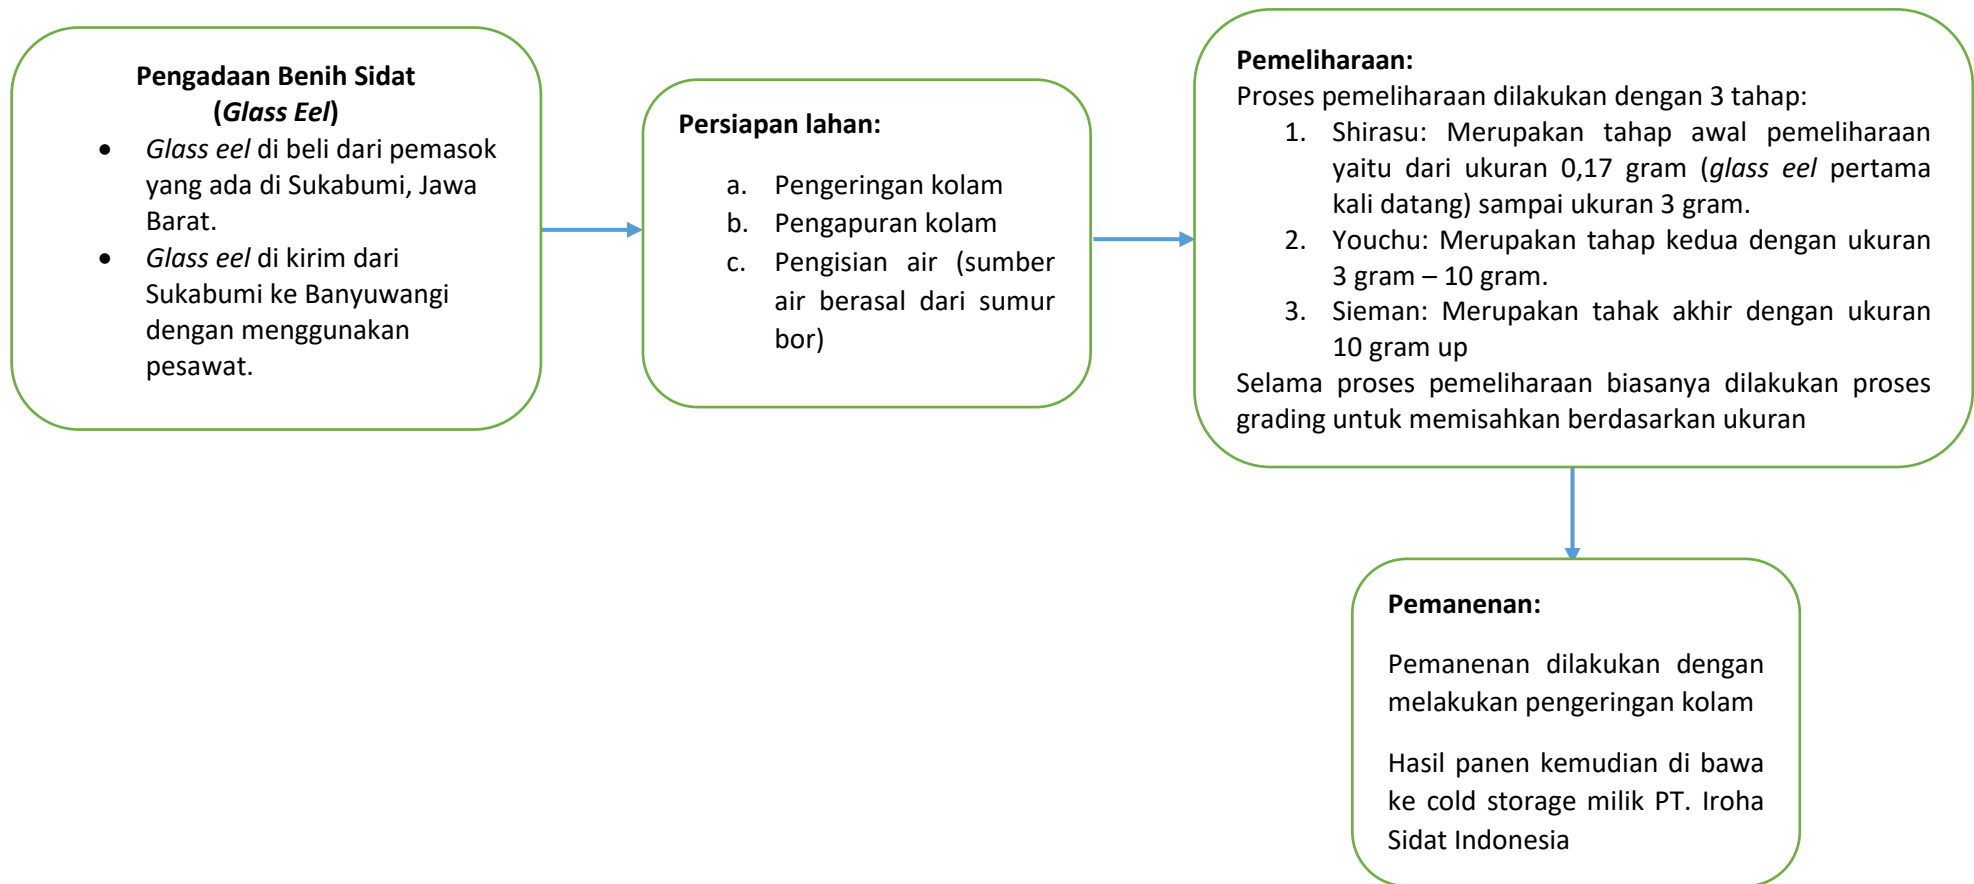 Pengadaan Benih Sidat
(Glass Eel)
• Glass eel di beli dari pemasok
yang ada di Sukabumi, Jawa
Barat.
• Glass eel di kirim dari
Sukabumi ke Banyuwangi
dengan menggunakan
pesawat.
Persiapan lahan:
a. Pengeringan kolam
b. Pengapuran kolam
c. Pengisian air (sumber
air berasal dari sumur
bor)
Pemeliharaan:
Proses pemeliharaan dilakukan dengan 3 tahap:
1. Shirasu: Merupakan tahap awal pemeliharaan
yaitu dari ukuran 0,17 gram (glass eel pertama
kali datang) sampai ukuran 3 gram.
2. Youchu: Merupakan tahap kedua dengan ukuran
3 gram – 10 gram.
3. Sieman: Merupakan tahak akhir dengan ukuran
10 gram up
Selama proses pemeliharaan biasanya dilakukan proses
grading untuk memisahkan berdasarkan ukuran
Pemanenan:
Pemanenan dilakukan dengan
melakukan pengeringan kolam
Hasil panen kemudian di bawa
ke cold storage milik PT. Iroha
Sidat Indonesia